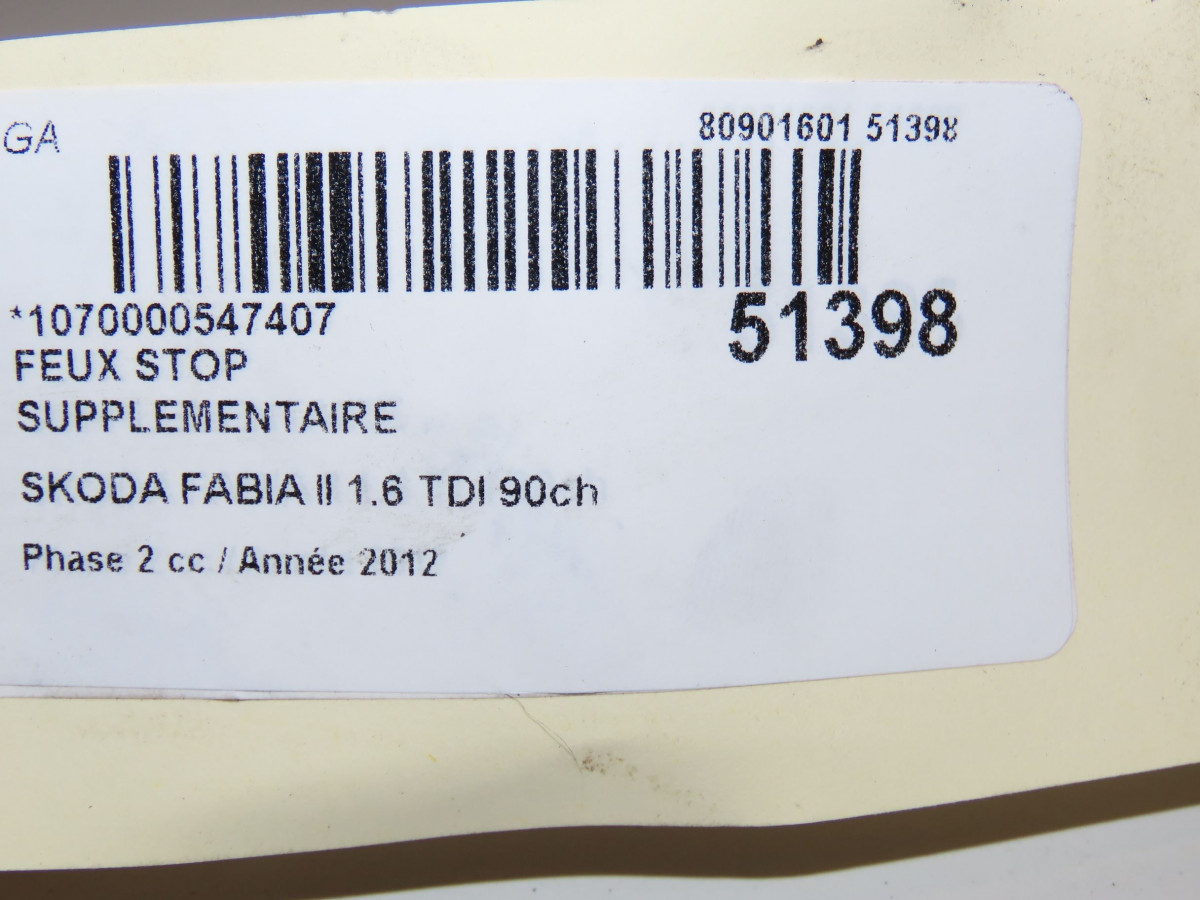 GA
80901601 51398
*1070000547407
51398
FEUX STOP
SUPPLEMENTAIRE
SKODA FABIA II 1.6 TDI 90ch
Phase 2 cc / Année 2012